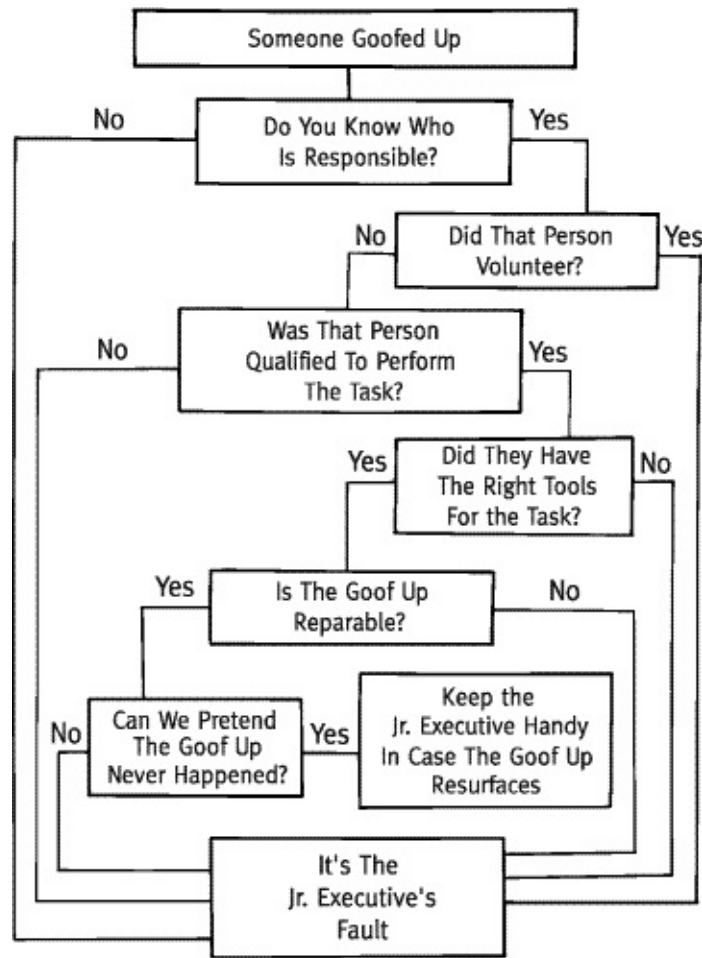 Someone Goofed Up
No
Do You Know Who
Is Responsible?
Yes
No
Did That Person
Volunteer?
Yes
No
Was That Person
Qualified To Perform
The Task?
Yes
Yes
Did They Have
The Right Tools
For the Task?
No
Yes
Is The Goof Up
Reparable?
No
No
Can We Pretend
The Goof Up
Never Happened?
Yes
Keep the
Jr. Executive Handy
In Case The Goof Up
Resurfaces
It's The
Jr. Executive's
Fault